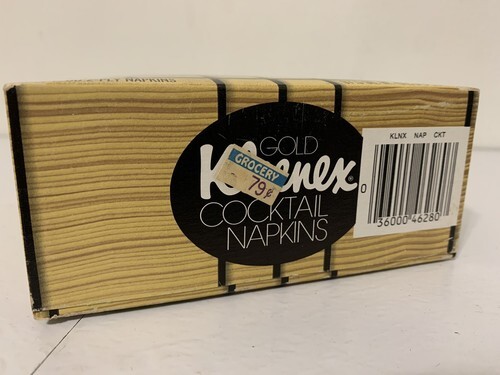 GOLD
Kleenex®
GROCERY
79¢
COCKTAIL
NAPKINS
KLNX NAP CKT
0
36000 46280